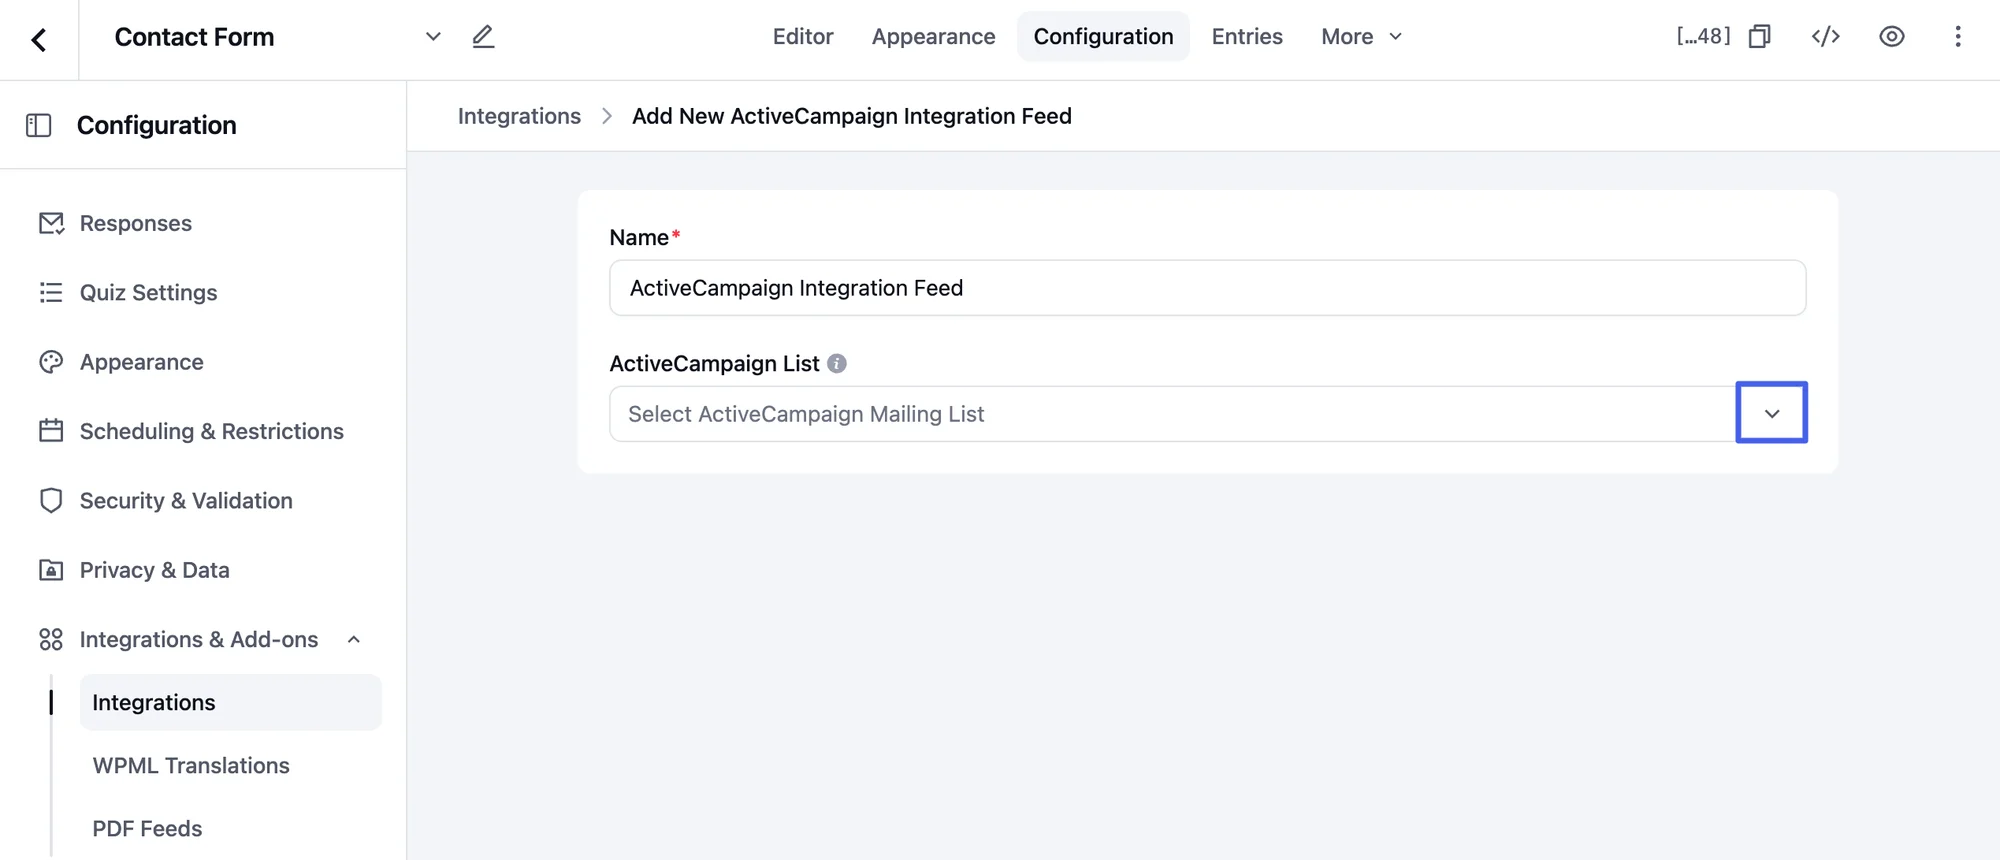 Contact Form
Editor
Appearance
Configuration
Entries
More
[...48]
</>
Configuration
Integrations > Add New ActiveCampaign Integration Feed
Responses
Quiz Settings
Appearance
Scheduling & Restrictions
Security & Validation
Privacy & Data
Integrations & Add-ons
Integrations
WPML Translations
PDF Feeds
Name*
ActiveCampaign Integration Feed
ActiveCampaign List
Select ActiveCampaign Mailing List